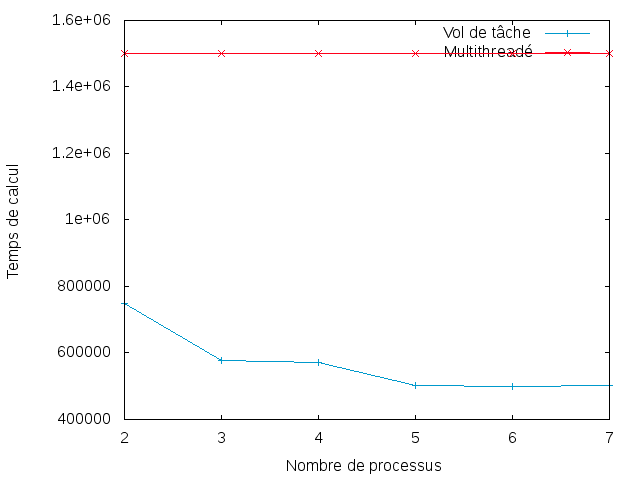 1.6e+06
Vol de tâche
Multithreadé
1.4e+06
1.2e+06
1e+06
800000
600000
400000
Temps de calcul
2 3 4 5 6 7
Nombre de processus